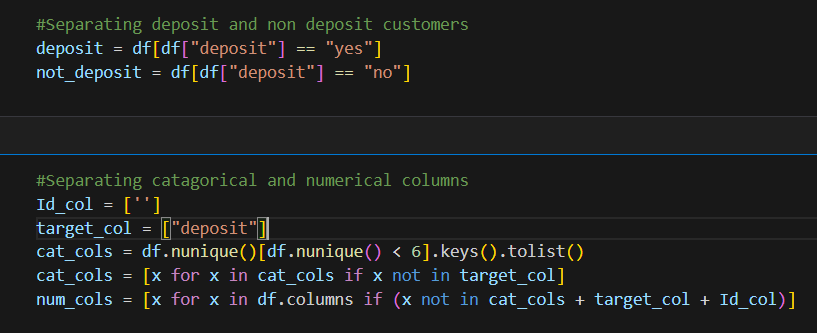 #Separating deposit and non deposit customers
deposit = df[df["deposit"] == "yes"]
not_deposit = df[df["deposit"] == "no"]
#Separating catagorical and numerical columns
Id_col = ['']
target_col = ["deposit"]
cat_cols = df.nunique()[df.nunique() < 6].keys().tolist()
cat_cols = [x for x in cat_cols if x not in target_col]
num_cols = [x for x in df.columns if (x not in cat_cols + target_col + Id_col)]